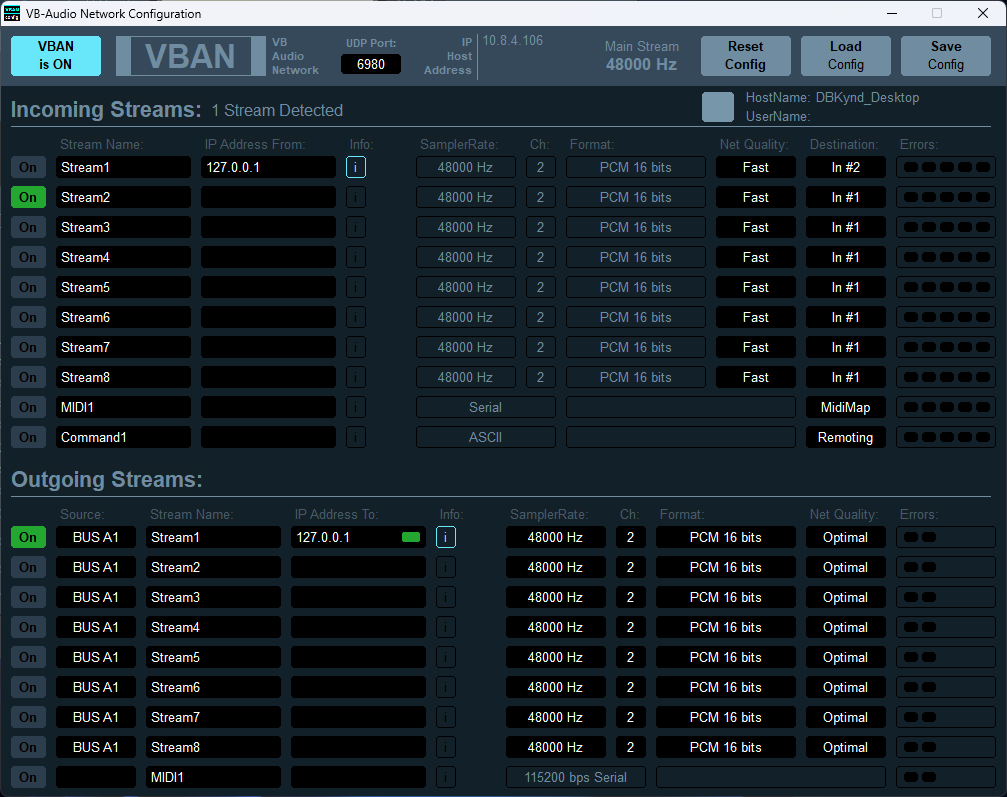 VB-Audio Network Configuration
VBAN is ON
VBAN
VB Audio Network
UDP Port:
6980
IP Host Address
10.8.4.106
Main Stream
48000 Hz
Reset Config
Load Config
Save Config
Incoming Streams: 1 Stream Detected
HostName: DBKynd_Desktop
UserName:
Stream Name: IP Address From: Info: SamplerRate: Ch: Format: Net Quality: Destination: Errors:
On Stream1 127.0.0.1 i 48000 Hz 2 PCM 16 bits Fast In #2
On Stream2 i 48000 Hz 2 PCM 16 bits Fast In #1
On Stream3 i 48000 Hz 2 PCM 16 bits Fast In #1
On Stream4 i 48000 Hz 2 PCM 16 bits Fast In #1
On Stream5 i 48000 Hz 2 PCM 16 bits Fast In #1
On Stream6 i 48000 Hz 2 PCM 16 bits Fast In #1
On Stream7 i 48000 Hz 2 PCM 16 bits Fast In #1
On Stream8 i 48000 Hz 2 PCM 16 bits Fast In #1
On MIDI1 i Serial MidiMap
On Command1 i ASCII Remoting
Outgoing Streams:
Source: Stream Name: IP Address To: Info: SamplerRate: Ch: Format: Net Quality: Errors:
On BUS A1 Stream1 127.0.0.1 i 48000 Hz 2 PCM 16 bits Optimal
On BUS A1 Stream2 i 48000 Hz 2 PCM 16 bits Optimal
On BUS A1 Stream3 i 48000 Hz 2 PCM 16 bits Optimal
On BUS A1 Stream4 i 48000 Hz 2 PCM 16 bits Optimal
On BUS A1 Stream5 i 48000 Hz 2 PCM 16 bits Optimal
On BUS A1 Stream6 i 48000 Hz 2 PCM 16 bits Optimal
On BUS A1 Stream7 i 48000 Hz 2 PCM 16 bits Optimal
On BUS A1 Stream8 i 48000 Hz 2 PCM 16 bits Optimal
On MIDI1 i 115200 bps Serial